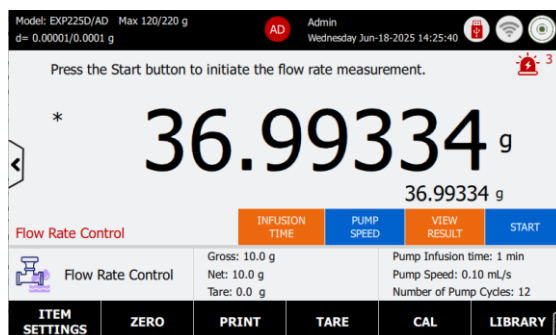 Model: EXP225D/AD Max 120/220 g
d= 0.00001/0.0001 g
AD
Admin
Wednesday Jun-18-2025 14:25:40
Press the Start button to initiate the flow rate measurement.
3
*
36.99334 g
36.99334 g
Flow Rate Control
INFUSION
TIME
PUMP
SPEED
VIEW
RESULT
START
Flow Rate Control
Gross: 10.0 g
Net: 10.0 g
Tare: 0.0 g
Pump Infusion time: 1 min
Pump Speed: 0.10 mL/s
Number of Pump Cycles: 12
ITEM
SETTINGS
ZERO
PRINT
TARE
CAL
LIBRARY